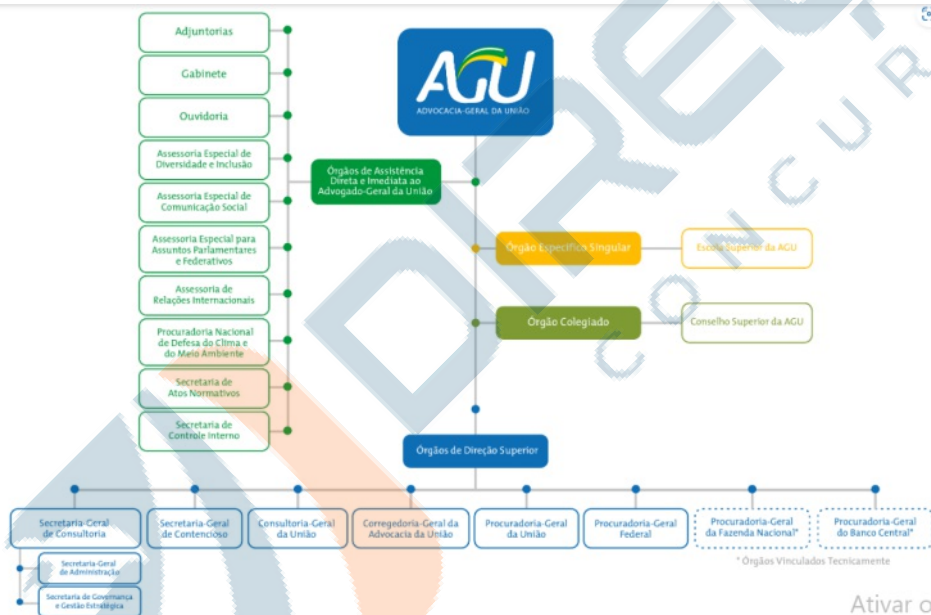 Adjuntorias
Gabinete
Ouvidoria
Assessoria Especial de
Diversidade e Inclusão
Assessoria Especial de
Comunicação Social
Assessoria Especial para
Assuntos Parlamentares
e Federativos
Assessoria de
Relações Internacionais
Procuradoria Nacional
de Defesa do Clima e
do Meio Ambiente
Secretaria de
Atos Normativos
Secretaria de
Controle Interno
AGU
ADVOCACIA-GERAL DA UNIÃO
Órgãos de Assistência
Direta e Imediata ao
Advogado-Geral da União
Órgão Específico Singular
Escola Superior da AGU
Órgão Colegiado
Conselho Superior da AGU
Órgãos de Direção Superior
Secretaria-Geral
de Consultoria
Secretaria-Geral
de Administração
Secretaria de Governança
e Gestão Estratégica
Secretaria-Geral
de Contencioso
Consultoria-Geral
da União
Corregedoria-Geral da
Advocacia da União
Procuradoria-Geral
da União
Procuradoria-Geral
Federal
Procuradoria-Geral
da Fazenda Nacional*
Procuradoria-Geral
do Banco Central*
* Órgãos Vinculados Tecnicamente
Ativar o
DIREÇ
CONCUR